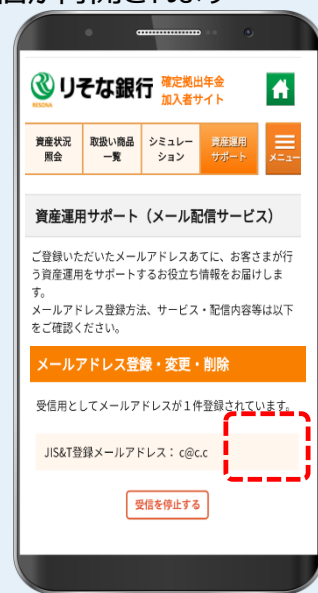 りそな銀行
RESONA
確定拠出年金
加入者サイト
資産状況
照会
取扱い商品
一覧
シミュレー
ション
資産運用
サポート
メニュー
資産運用サポート（メール配信サービス）
ご登録いただいたメールアドレスあてに、お客さまが行
う資産運用をサポートするお役立ち情報をお届けしま
す。
メールアドレス登録方法、サービス・配信内容等は以下
をご確認ください。
メールアドレス登録・変更・削除
受信用としてメールアドレスが１件登録されています。
JIS&T登録メールアドレス： c@c.c
受信を停止する